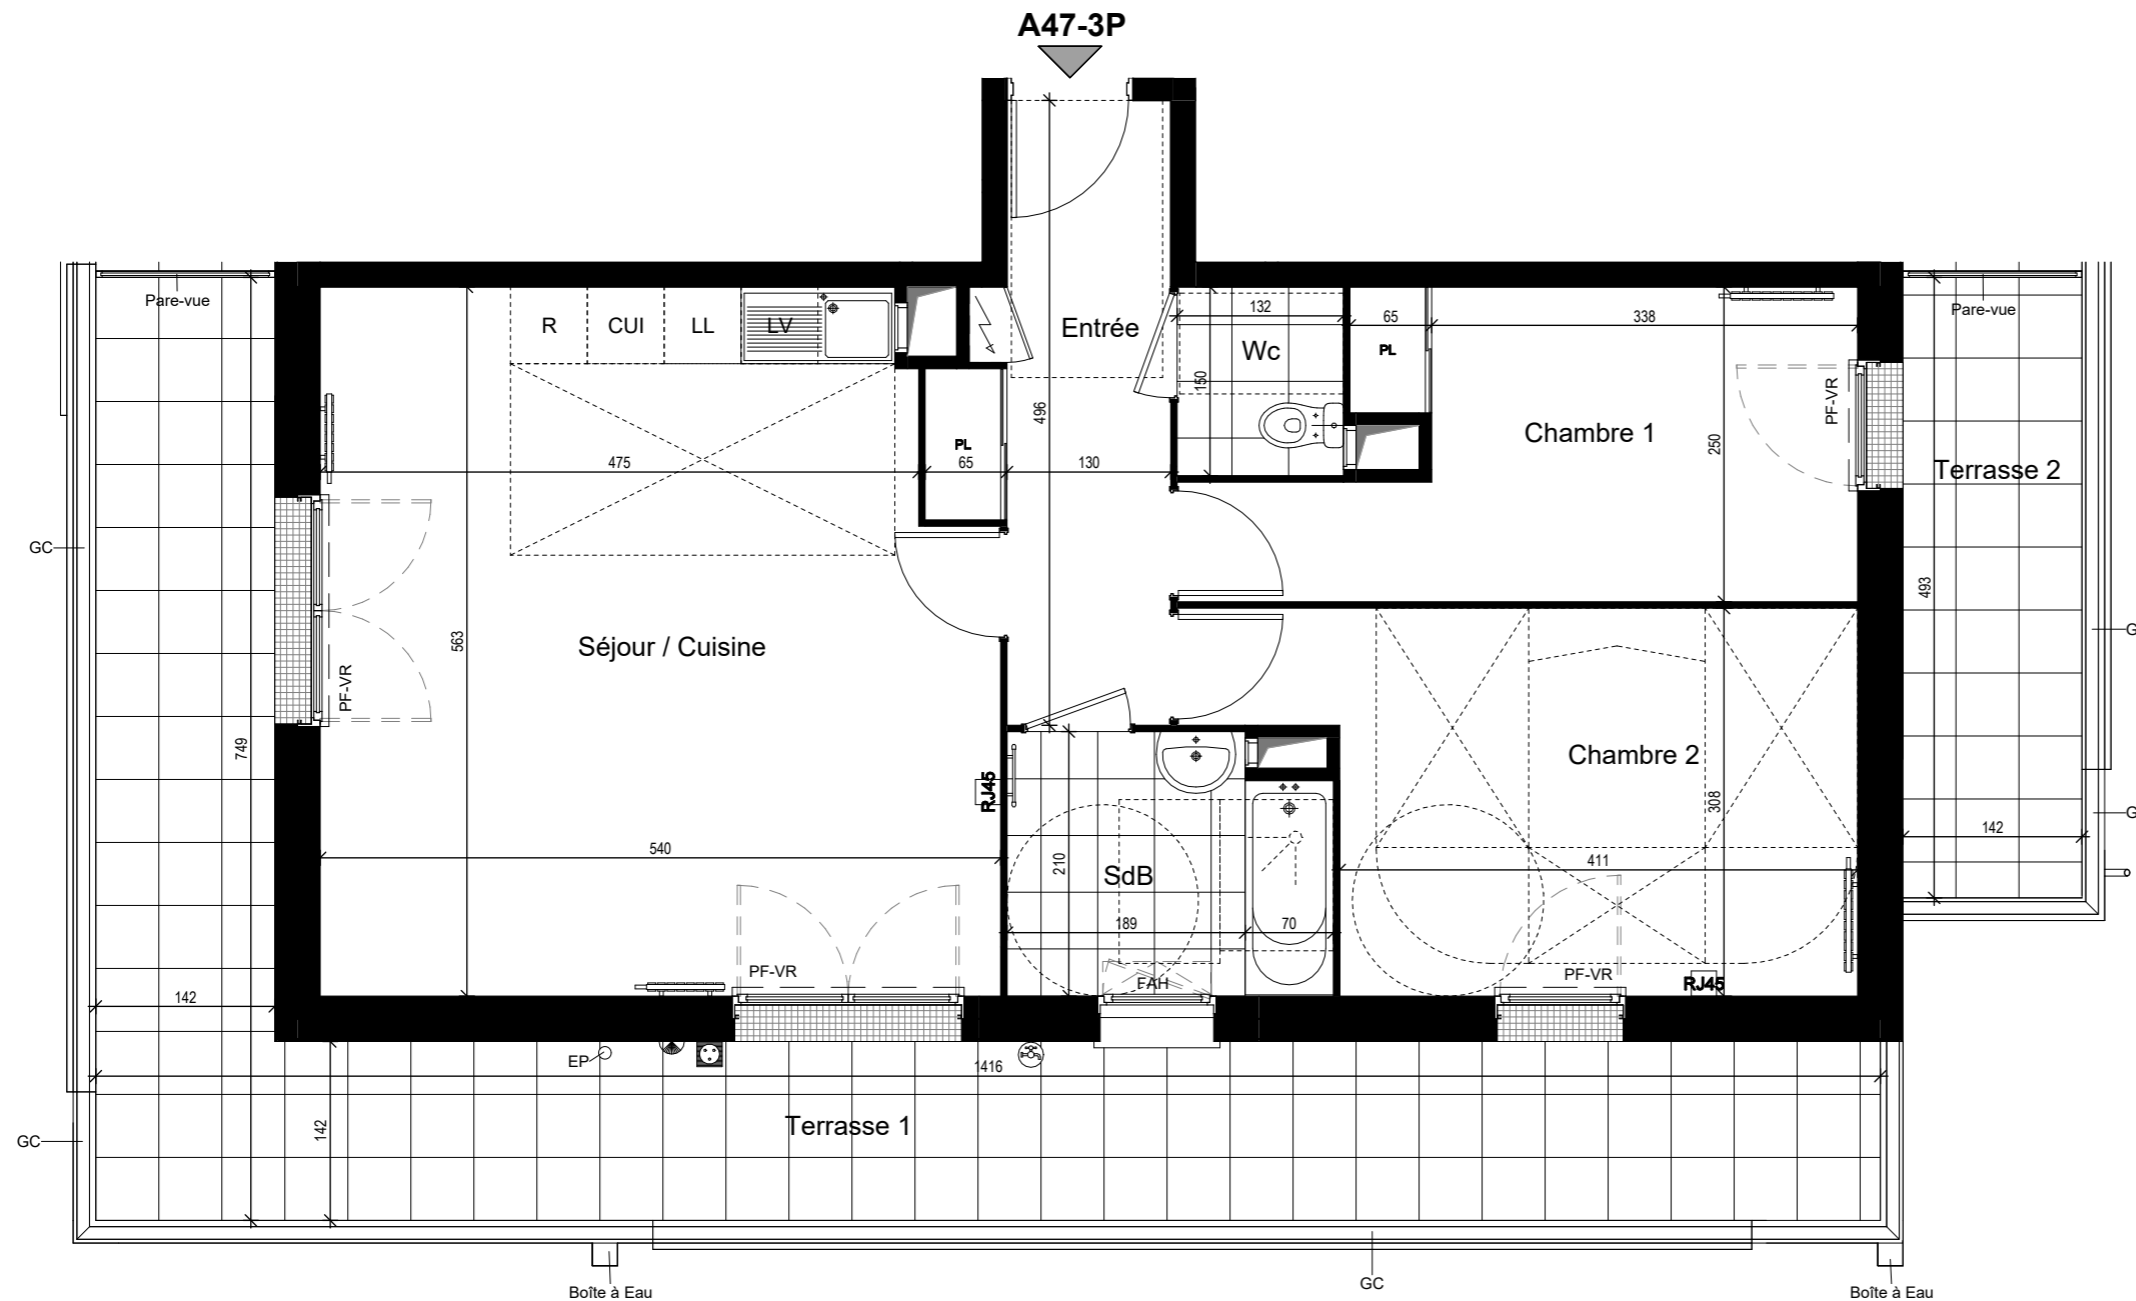 A47-3P
Pare-vue
R
CUI
LL
LV
Entrée
132
Wc
65
PL
338
Pare-vue
150
496
PL
475
65
130
Chambre 1
250
PF-VR
Terrasse 2
GC
563
Séjour / Cuisine
PF-VR
493
G
749
RJ45
Chambre 2
308
G
142
540
210
SdB
411
189
70
142
PF-VR
FAH
PF-VR
RJ45
EP
1416
142
Terrasse 1
GC
Boîte à Eau
GC
Boîte à Eau